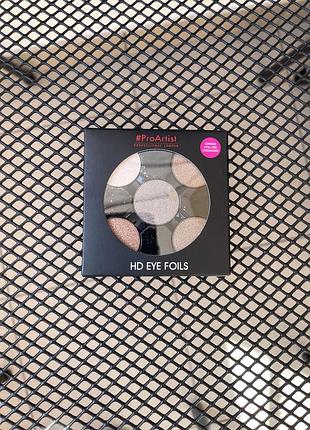 #ProArtist
PROFESSIONAL LONDON
HD EYE FOILS